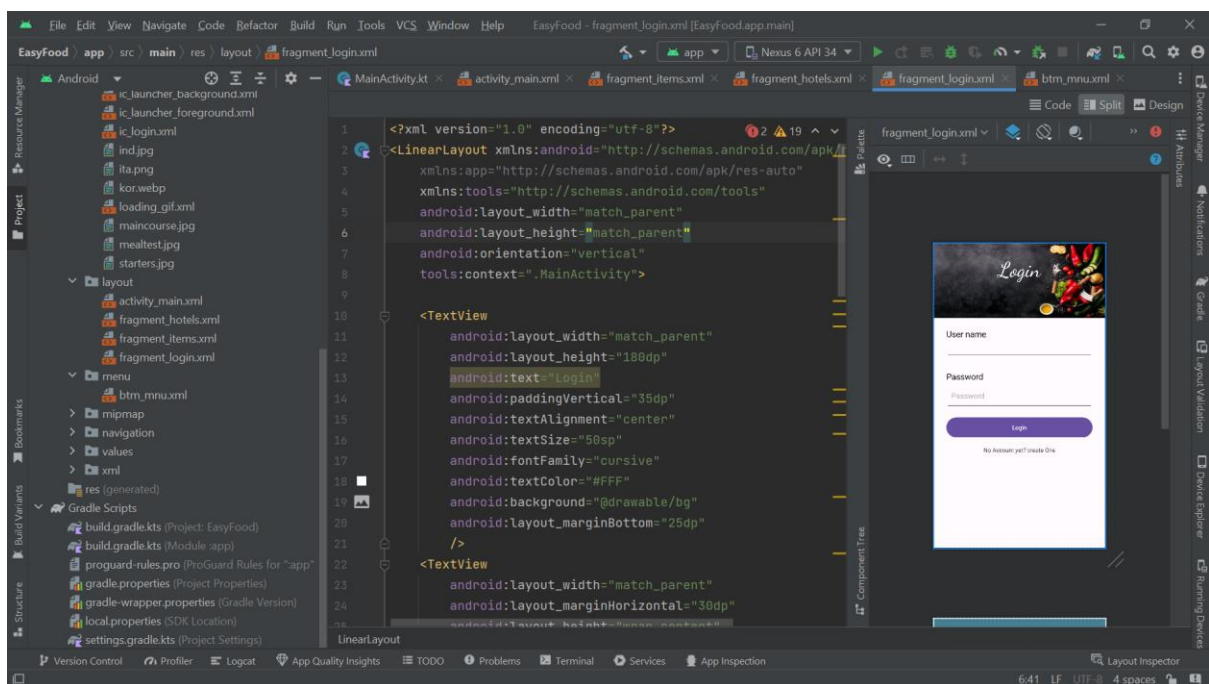 File Edit View Navigate Code Refactor Build Run Tools VCS Window Help EasyFood - fragment_login.xml [EasyFood.app.main]
EasyFood app src main res layout fragment_login.xml app Nexus 6 API 34
Android MainActivity.kt activity_main.xml fragment_items.xml fragment_hotels.xml fragment_login.xml btm_mnu.xml
Code Split Design
Resource Manager
Project
Bookmarks
Build Variants
Structure
ic_launcher_background.xml
ic_launcher_foreground.xml
ic_login.xml
ind.jpg
ita.png
kor.webp
loading_gif.xml
maincourse.jpg
mealtest.jpg
starters.jpg
layout
activity_main.xml
fragment_hotels.xml
fragment_items.xml
fragment_login.xml
menu
btm_mnu.xml
mipmap
navigation
values
xml
res (generated)
Gradle Scripts
build.gradle.kts (Project: EasyFood)
build.gradle.kts (Module :app)
proguard-rules.pro (ProGuard Rules for ":app"
gradle.properties (Project Properties)
gradle-wrapper.properties (Gradle Version)
local.properties (SDK Location)
settings.gradle.kts (Project Settings)
1 <?xml version="1.0" encoding="utf-8"?> 2 19
2 <LinearLayout xmlns:android="http://schemas.android.com/apk/r
3 xmlns:app="http://schemas.android.com/apk/res-auto"
4 xmlns:tools="http://schemas.android.com/tools"
5 android:layout_width="match_parent"
6 android:layout_height="match_parent"
7 android:orientation="vertical"
8 tools:context=".MainActivity">
9
10 <TextView
11 android:layout_width="match_parent"
12 android:layout_height="180dp"
13 android:text="Login"
14 android:paddingVertical="35dp"
15 android:textAlignment="center"
16 android:textSize="50sp"
17 android:fontFamily="cursive"
18 android:textColor="#FFF"
19 android:background="@drawable/bg"
20 android:layout_marginBottom="25dp"
21 />
22 <TextView
23 android:layout_width="match_parent"
24 android:layout_marginHorizontal="30dp"
25 android:layout_height="wrap_content"
LinearLayout
Palette
Component Tree
fragment_login.xml
Login
User name
Password
Password
Login
No Account yet? create One
Device Manager
Attributes
Notifications
Gradle
Layout Validation
Device Explorer
Running Devices
Version Control Profiler Logcat App Quality Insights TODO Problems Terminal Services App Inspection Layout Inspector
6:41 LF UTF-8 4 spaces